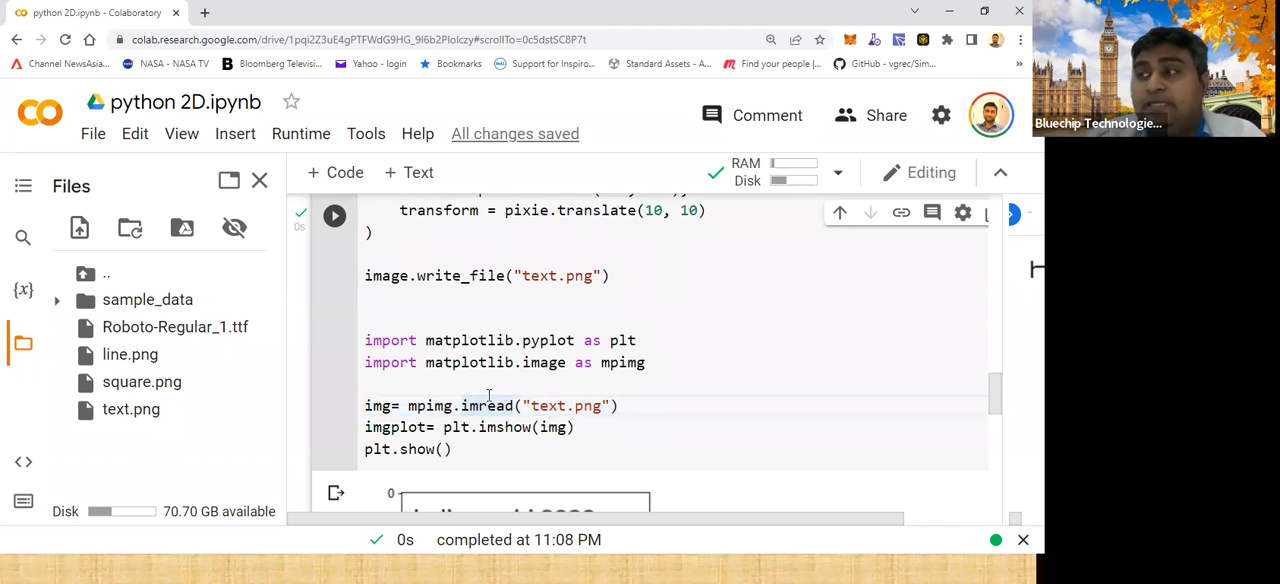 python 2D.ipynb - Colaboratory
colab.research.google.com/drive/1pqi2Z3uE4gPTFWdG9HG_9I6b2PIolczy#scrollTo=0c5dstSC8P7t
Channel NewsAsia... NASA - NASA TV Bloomberg Televisi... Yahoo - login Bookmarks Support for Inspiro... Standard Assets - A... Find your people |... GitHub - vgrec/Sim... »
Bluechip Technologie...
CO python 2D.ipynb
File Edit View Insert Runtime Tools Help All changes saved
Comment Share
Files
+ Code + Text
RAM
Disk
Editing
transform = pixie.translate(10, 10)
)
0s
image.write_file("text.png")
import matplotlib.pyplot as plt
import matplotlib.image as mpimg
img= mpimg.imread("text.png")
imgplot= plt.imshow(img)
plt.show()
0
{x}
..
sample_data
Roboto-Regular_1.ttf
line.png
square.png
text.png
Disk 70.70 GB available
0s completed at 11:08 PM